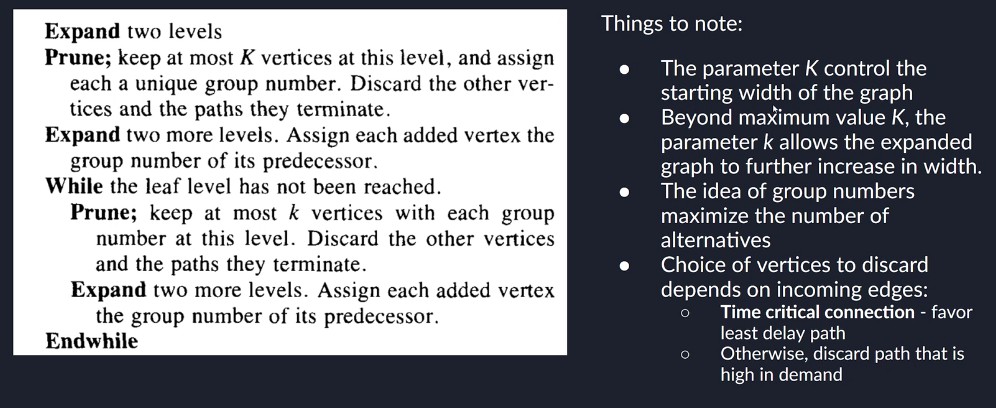 Expand two levels
Prune; keep at most K vertices at this level, and assign
each a unique group number. Discard the other ver-
tices and the paths they terminate.
Expand two more levels. Assign each added vertex the
group number of its predecessor.
While the leaf level has not been reached.
Prune; keep at most k vertices with each group
number at this level. Discard the other vertices
and the paths they terminate.
Expand two more levels. Assign each added vertex
the group number of its predecessor.
Endwhile
Things to note:
● The parameter K control the
starting width of the graph
● Beyond maximum value K, the
parameter k allows the expanded
graph to further increase in width.
● The idea of group numbers
maximize the number of
alternatives
● Choice of vertices to discard
depends on incoming edges:
○ Time critical connection - favor
least delay path
○ Otherwise, discard path that is
high in demand